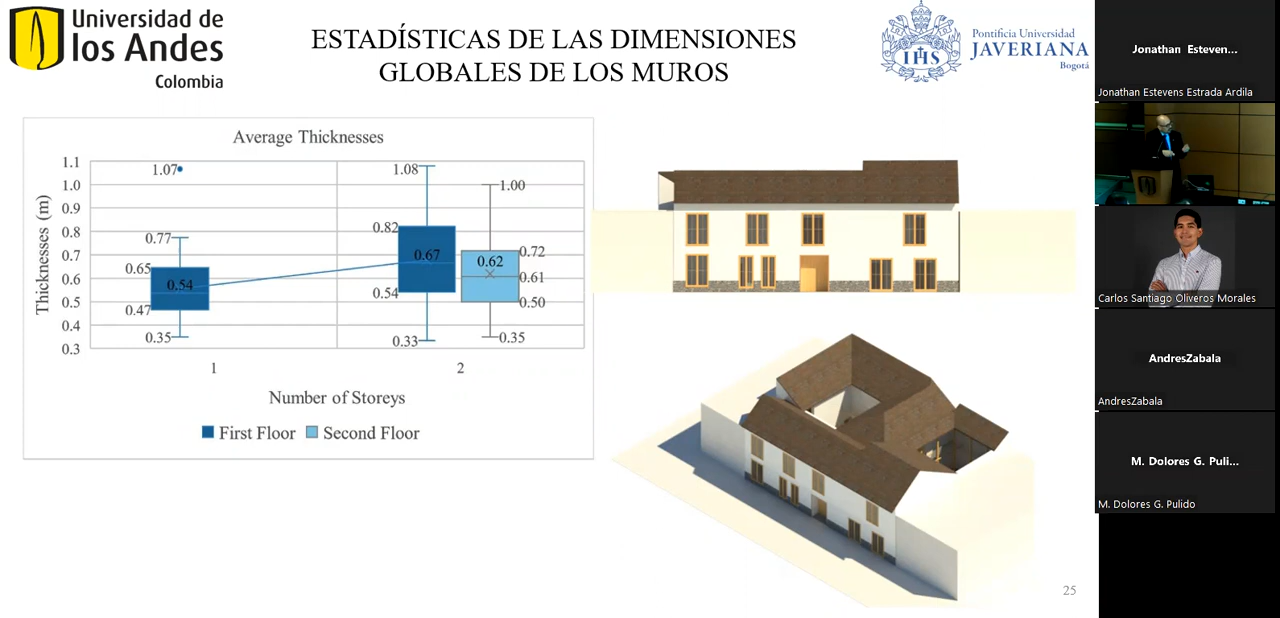 Universidad de
los Andes
Colombia
ESTADÍSTICAS DE LAS DIMENSIONES
GLOBALES DE LOS MUROS
Pontificia Universidad
JAVERIANA
Bogotá
IHS
Average Thicknesses
Thicknesses (m)
1.1
1.0
0.9
0.8
0.7
0.6
0.5
0.4
0.3
1.07
0.77
0.65
0.54
0.47
0.35
1.08
0.82
0.67
0.54
0.33
1.00
0.72
0.62
0.61
0.50
0.35
1
2
Number of Storeys
First Floor
Second Floor
25
Jonathan Esteven...
Jonathan Estevens Estrada Ardila
Carlos Santiago Oliveros Morales
AndresZabala
AndresZabala
M. Dolores G. Puli...
M. Dolores G. Pulido